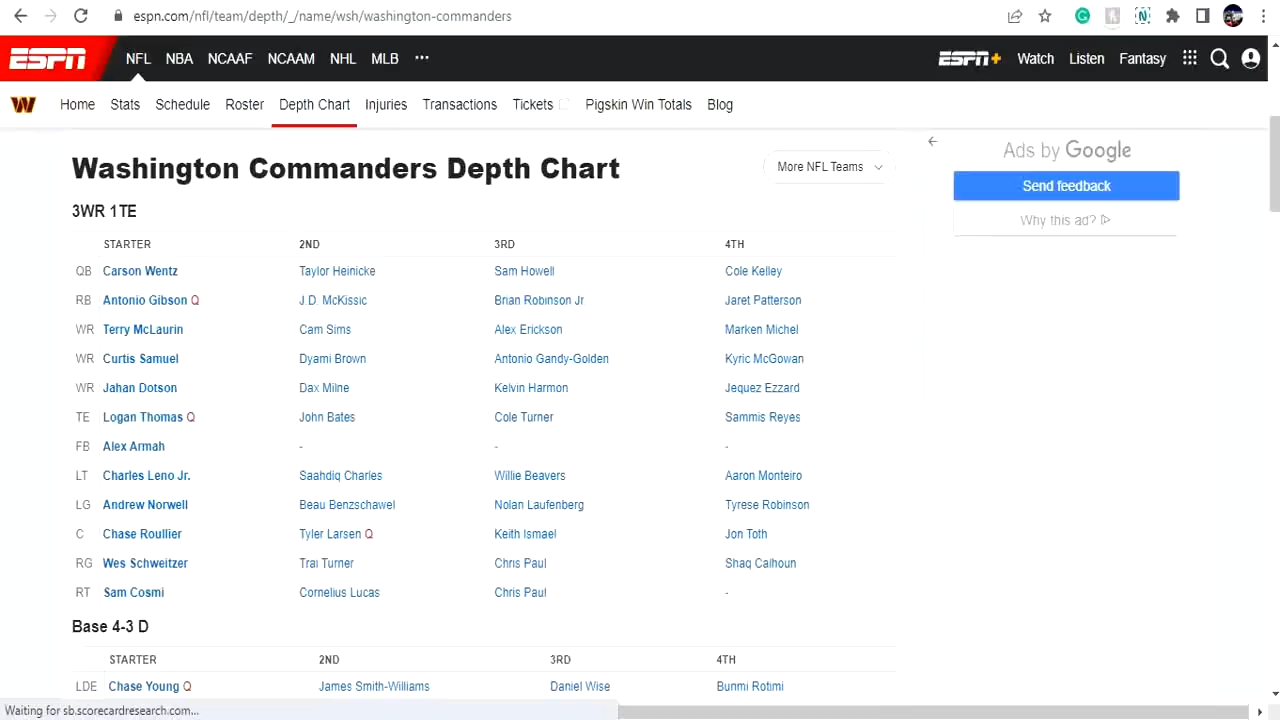 espn.com/nfl/team/depth/_/name/wsh/washington-commanders
ESPN NFL NBA NCAAF NCAAM NHL MLB ••• ESPN+ Watch Listen Fantasy
W Home Stats Schedule Roster Depth Chart Injuries Transactions Tickets Pigskin Win Totals Blog
Ads by Google
Send feedback
Why this ad?
Washington Commanders Depth Chart More NFL Teams
3WR 1TE
STARTER 2ND 3RD 4TH
QB Carson Wentz Taylor Heinicke Sam Howell Cole Kelley
RB Antonio Gibson Q J.D. McKissic Brian Robinson Jr Jaret Patterson
WR Terry McLaurin Cam Sims Alex Erickson Marken Michel
WR Curtis Samuel Dyami Brown Antonio Gandy-Golden Kyric McGowan
WR Jahan Dotson Dax Milne Kelvin Harmon Jequez Ezzard
TE Logan Thomas Q John Bates Cole Turner Sammis Reyes
FB Alex Armah - - -
LT Charles Leno Jr. Saahdiq Charles Willie Beavers Aaron Monteiro
LG Andrew Norwell Beau Benzschawel Nolan Laufenberg Tyrese Robinson
C Chase Roullier Tyler Larsen Q Keith Ismael Jon Toth
RG Wes Schweitzer Trai Turner Chris Paul Shaq Calhoun
RT Sam Cosmi Cornelius Lucas Chris Paul -
Base 4-3 D
STARTER 2ND 3RD 4TH
LDE Chase Young Q James Smith-Williams Daniel Wise Bunmi Rotimi
Waiting for sb.scorecardresearch.com...